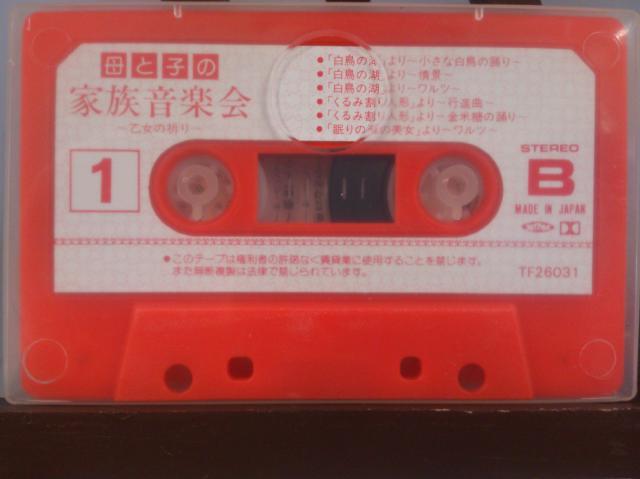 母と子の
家族音楽会
～乙女の祈り～
1
●「白鳥の湖」より～小さな白鳥の踊り～
●「白鳥の湖」より～情景～
●「白鳥の湖」より～ワルツ～
●「くるみ割り人形」より～行進曲～
●「くるみ割り人形」より～金米糖の踊り～
●「眠りの森の美女」より～ワルツ～
STEREO
B
MADE IN JAPAN
●このテープは権利者の許諾なく賃貸業に使用することを禁じます。
また無断複製は法律で禁じられています。
TF26031